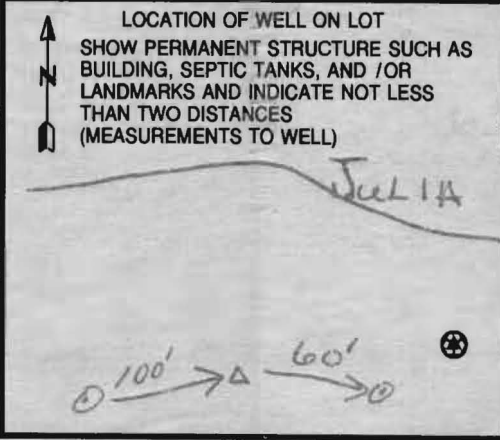 LOCATION OF WELL ON LOT
SHOW PERMANENT STRUCTURE SUCH AS
BUILDING, SEPTIC TANKS, AND /OR
LANDMARKS AND INDICATE NOT LESS
THAN TWO DISTANCES
(MEASUREMENTS TO WELL)
N
JULIA
100' 60'